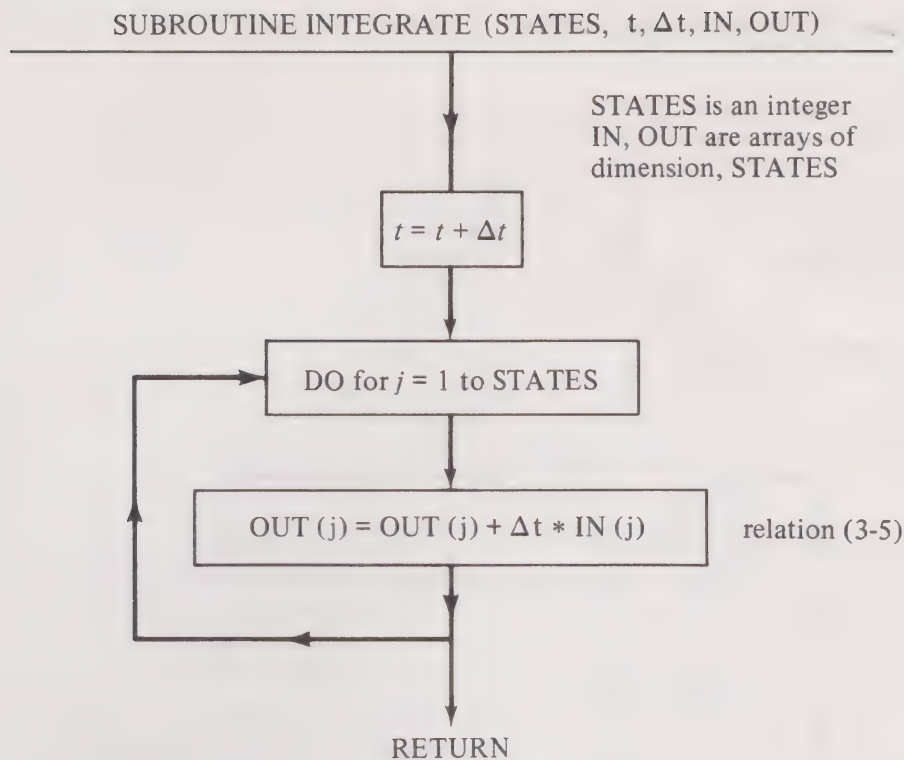 SUBROUTINE INTEGRATE (STATES, t, Δt, IN, OUT)
STATES is an integer
IN, OUT are arrays of
dimension, STATES
t = t + Δt
DO for j = 1 to STATES
OUT (j) = OUT (j) + Δt * IN (j)
relation (3-5)
RETURN